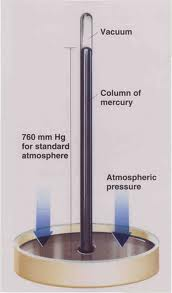 Vacuum
Column of
mercury
760 mm Hg
for standard
atmosphere
Atmospheric
pressure